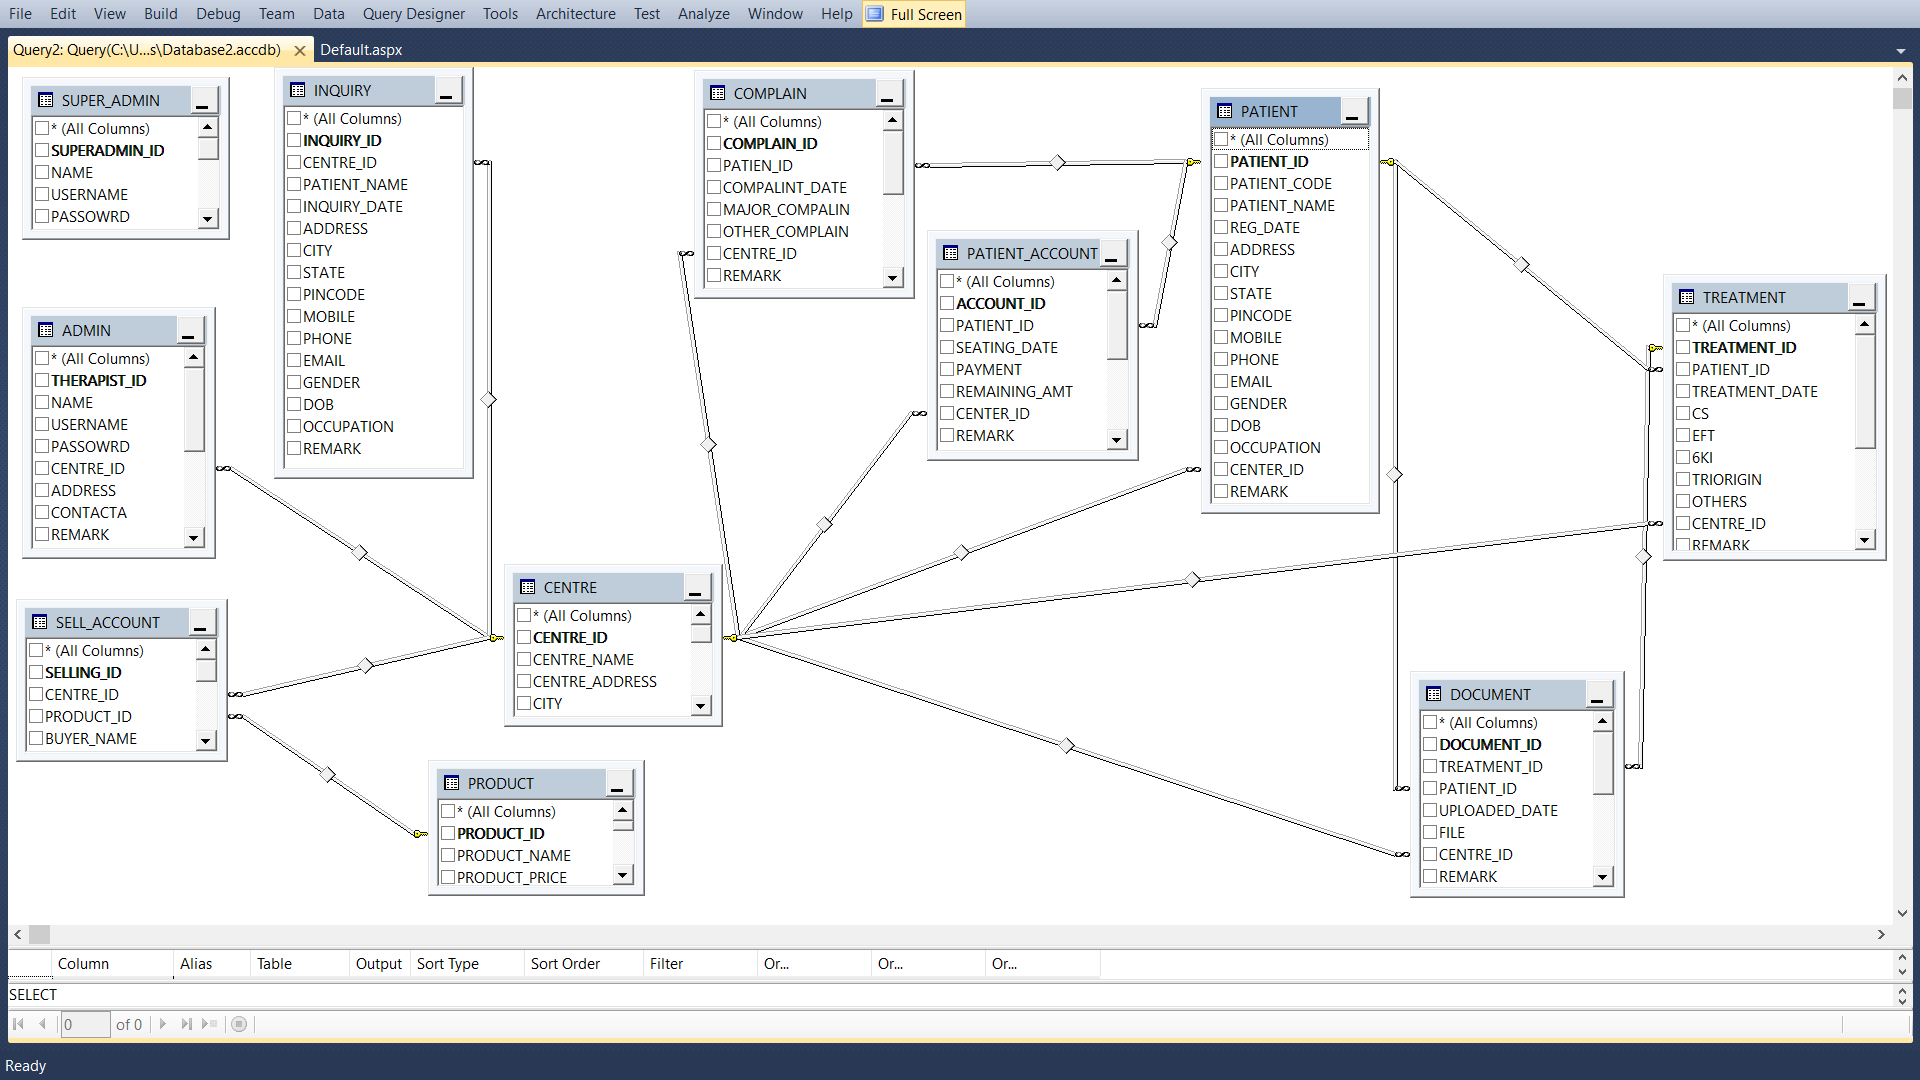 File Edit View Build Debug Team Data Query Designer Tools Architecture Test Analyze Window Help Full Screen
Query2: Query(C:\U...s\Database2.accdb) Default.aspx
SUPER_ADMIN
* (All Columns)
SUPERADMIN_ID
NAME
USERNAME
PASSOWRD
INQUIRY
* (All Columns)
INQUIRY_ID
CENTRE_ID
PATIENT_NAME
INQUIRY_DATE
ADDRESS
CITY
STATE
PINCODE
MOBILE
PHONE
EMAIL
GENDER
DOB
OCCUPATION
REMARK
COMPLAIN
* (All Columns)
COMPLAIN_ID
PATIEN_ID
COMPALINT_DATE
MAJOR_COMPALIN
OTHER_COMPLAIN
CENTRE_ID
REMARK
PATIENT
* (All Columns)
PATIENT_ID
PATIENT_CODE
PATIENT_NAME
REG_DATE
ADDRESS
CITY
STATE
PINCODE
MOBILE
PHONE
EMAIL
GENDER
DOB
OCCUPATION
CENTER_ID
REMARK
PATIENT_ACCOUNT
* (All Columns)
ACCOUNT_ID
PATIENT_ID
SEATING_DATE
PAYMENT
REMAINING_AMT
CENTER_ID
REMARK
TREATMENT
* (All Columns)
TREATMENT_ID
PATIENT_ID
TREATMENT_DATE
CS
EFT
6KI
TRIORIGIN
OTHERS
CENTRE_ID
REMARK
ADMIN
* (All Columns)
THERAPIST_ID
NAME
USERNAME
PASSOWRD
CENTRE_ID
ADDRESS
CONTACTA
REMARK
CENTRE
* (All Columns)
CENTRE_ID
CENTRE_NAME
CENTRE_ADDRESS
CITY
SELL_ACCOUNT
* (All Columns)
SELLING_ID
CENTRE_ID
PRODUCT_ID
BUYER_NAME
PRODUCT
* (All Columns)
PRODUCT_ID
PRODUCT_NAME
PRODUCT_PRICE
DOCUMENT
* (All Columns)
DOCUMENT_ID
TREATMENT_ID
PATIENT_ID
UPLOADED_DATE
FILE
CENTRE_ID
REMARK
Column Alias Table Output Sort Type Sort Order Filter Or... Or... Or...
SELECT
0 of 0
Ready